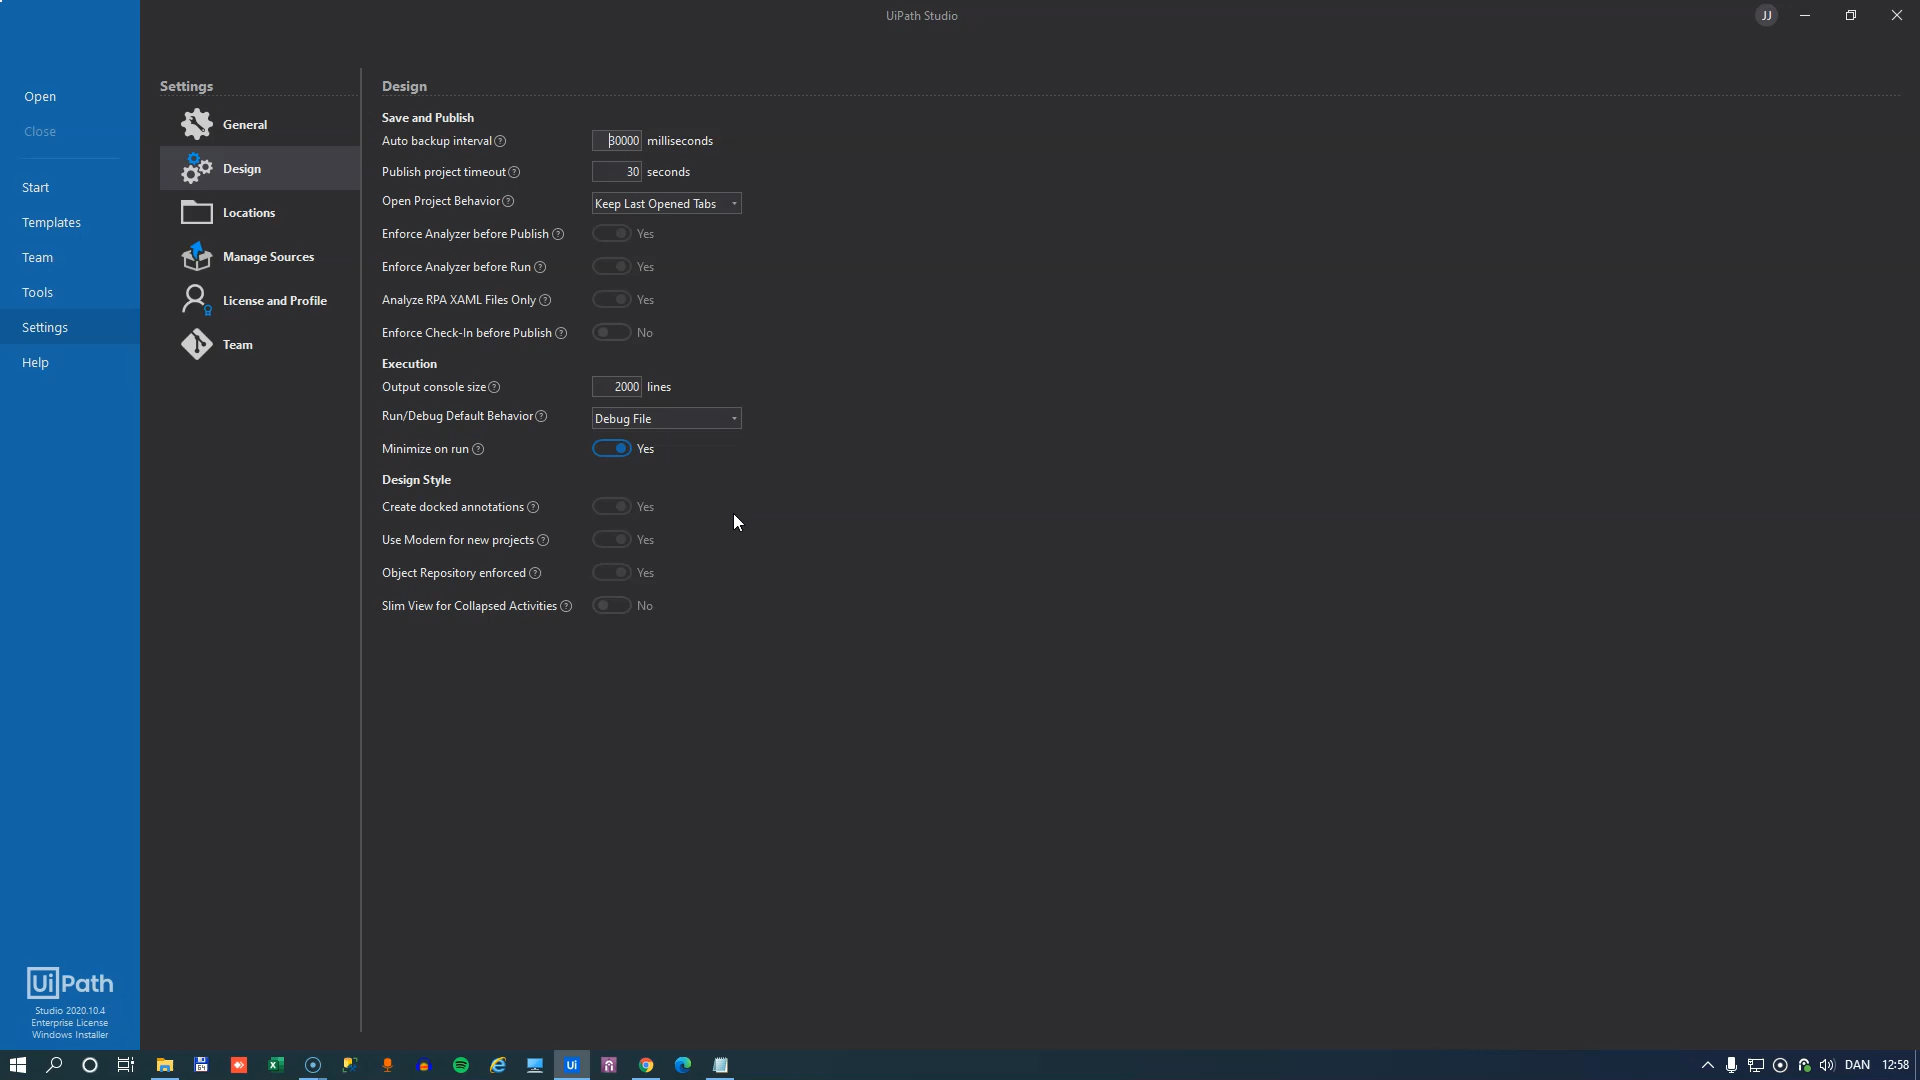 UiPath Studio
JJ
Open
Close
Start
Templates
Team
Tools
Settings
Help
UiPath
Studio 2020.10.4
Enterprise License
Windows Installer
Settings
General
Design
Locations
Manage Sources
License and Profile
Team
Design
Save and Publish
Auto backup interval ? 30000 milliseconds
Publish project timeout ? 30 seconds
Open Project Behavior ? Keep Last Opened Tabs
Enforce Analyzer before Publish ? Yes
Enforce Analyzer before Run ? Yes
Analyze RPA XAML Files Only ? Yes
Enforce Check-In before Publish ? No
Execution
Output console size ? 2000 lines
Run/Debug Default Behavior ? Debug File
Minimize on run ? Yes
Design Style
Create docked annotations ? Yes
Use Modern for new projects ? Yes
Object Repository enforced ? Yes
Slim View for Collapsed Activities ? No
Ui
DAN 12:58